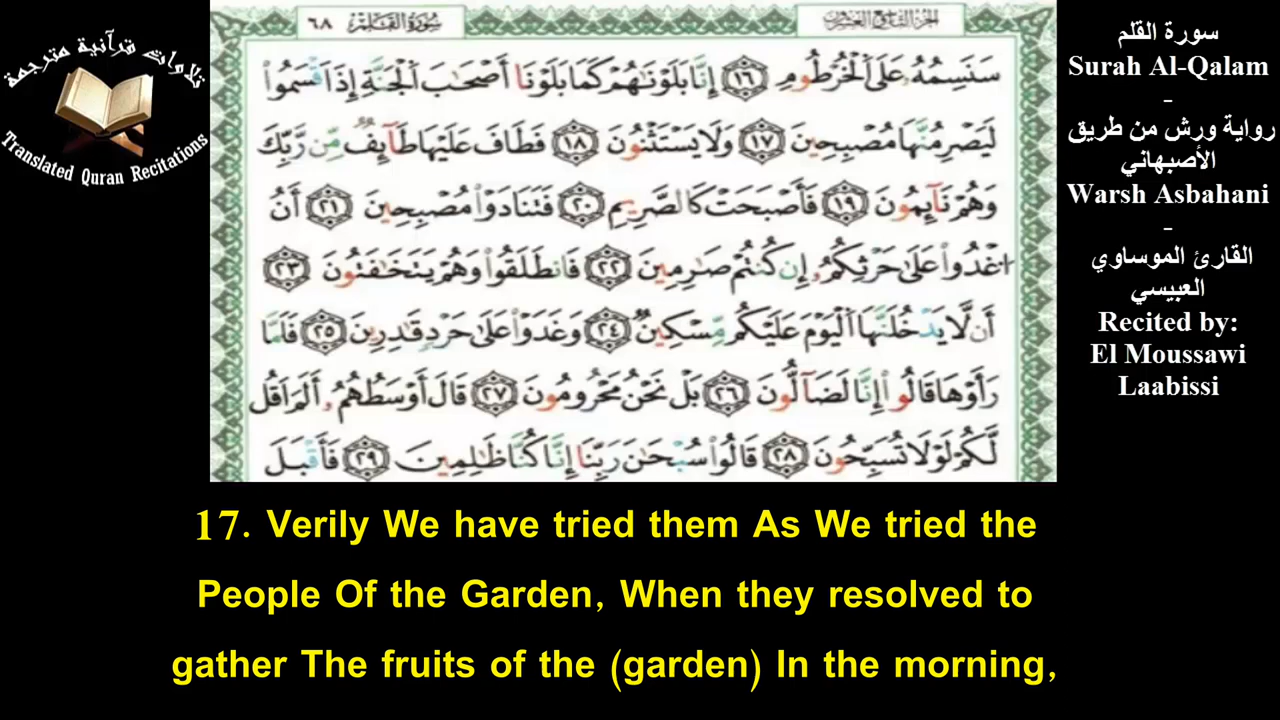 تلاوات قرآنية مترجمة
Translated Quran Recitations
سورة القلم ٦٨
الجزء التاسع والعشرون
سَنَسِمُهُۥ عَلَى ٱلْخُرْطُومِ ١٦ إِنَّا بَلَوْنَٰهُمْ كَمَا بَلَوْنَا أَصْحَٰبَ ٱلْجَنَّةِ إِذَ اَقْسَمُوا۟
لَيَصْرِمُنَّهَا مُصْبِحِينَ ١٧ وَلَا يَسْتَثْنُونَ ١٨ فَطَافَ عَلَيْهَا طَآئِفٌ مِّن رَّبِّكَ
وَهُمْ نَآئِمُونَ ١٩ فَأَصْبَحَتْ كَالصَّرِيمِ ٢٠ فَتَنَادَوْا۟ مُصْبِحِينَ ٢١ أَنُ
اغْدُوا۟ عَلَىٰ حَرْثِكُمُۥ إِن كُنتُمْ صَٰرِمِينَ ٢٢ فَانطَلَقُوا۟ وَهُمْ يَتَخَٰفَتُونَ ٢٣
أَن لَّا يَدْخُلَنَّهَا ٱلْيَوْمَ عَلَيْكُم مِّسْكِينٌ ٢٤ وَغَدَوْا۟ عَلَىٰ حَرْدٍ قَٰدِرِينَ ٢٥ فَلَمَّا
رَأَوْهَا قَالُوا۟ إِنَّا لَضَآلُّونَ ٢٦ بَلْ نَحْنُ مَحْرُومُونَ ٢٧ قَالَ أَوْسَطُهُمُۥ أَلَمَ اَقُل
لَّكُمْ لَوْلَا تُسَبِّحُونَ ٢٨ قَالُوا۟ سُبْحَٰنَ رَبِّنَا إِنَّا كُنَّا ظَٰلِمِينَ ٢٩ فَأَقْبَلَ
سورة القلم
Surah Al-Qalam
-
رواية ورش من طريق
الأصبهاني
Warsh Asbahani
-
القارئ الموساوي
العبيسي
Recited by:
El Moussawi
Laabissi
17. Verily We have tried them As We tried the
People Of the Garden, When they resolved to
gather The fruits of the (garden) In the morning,